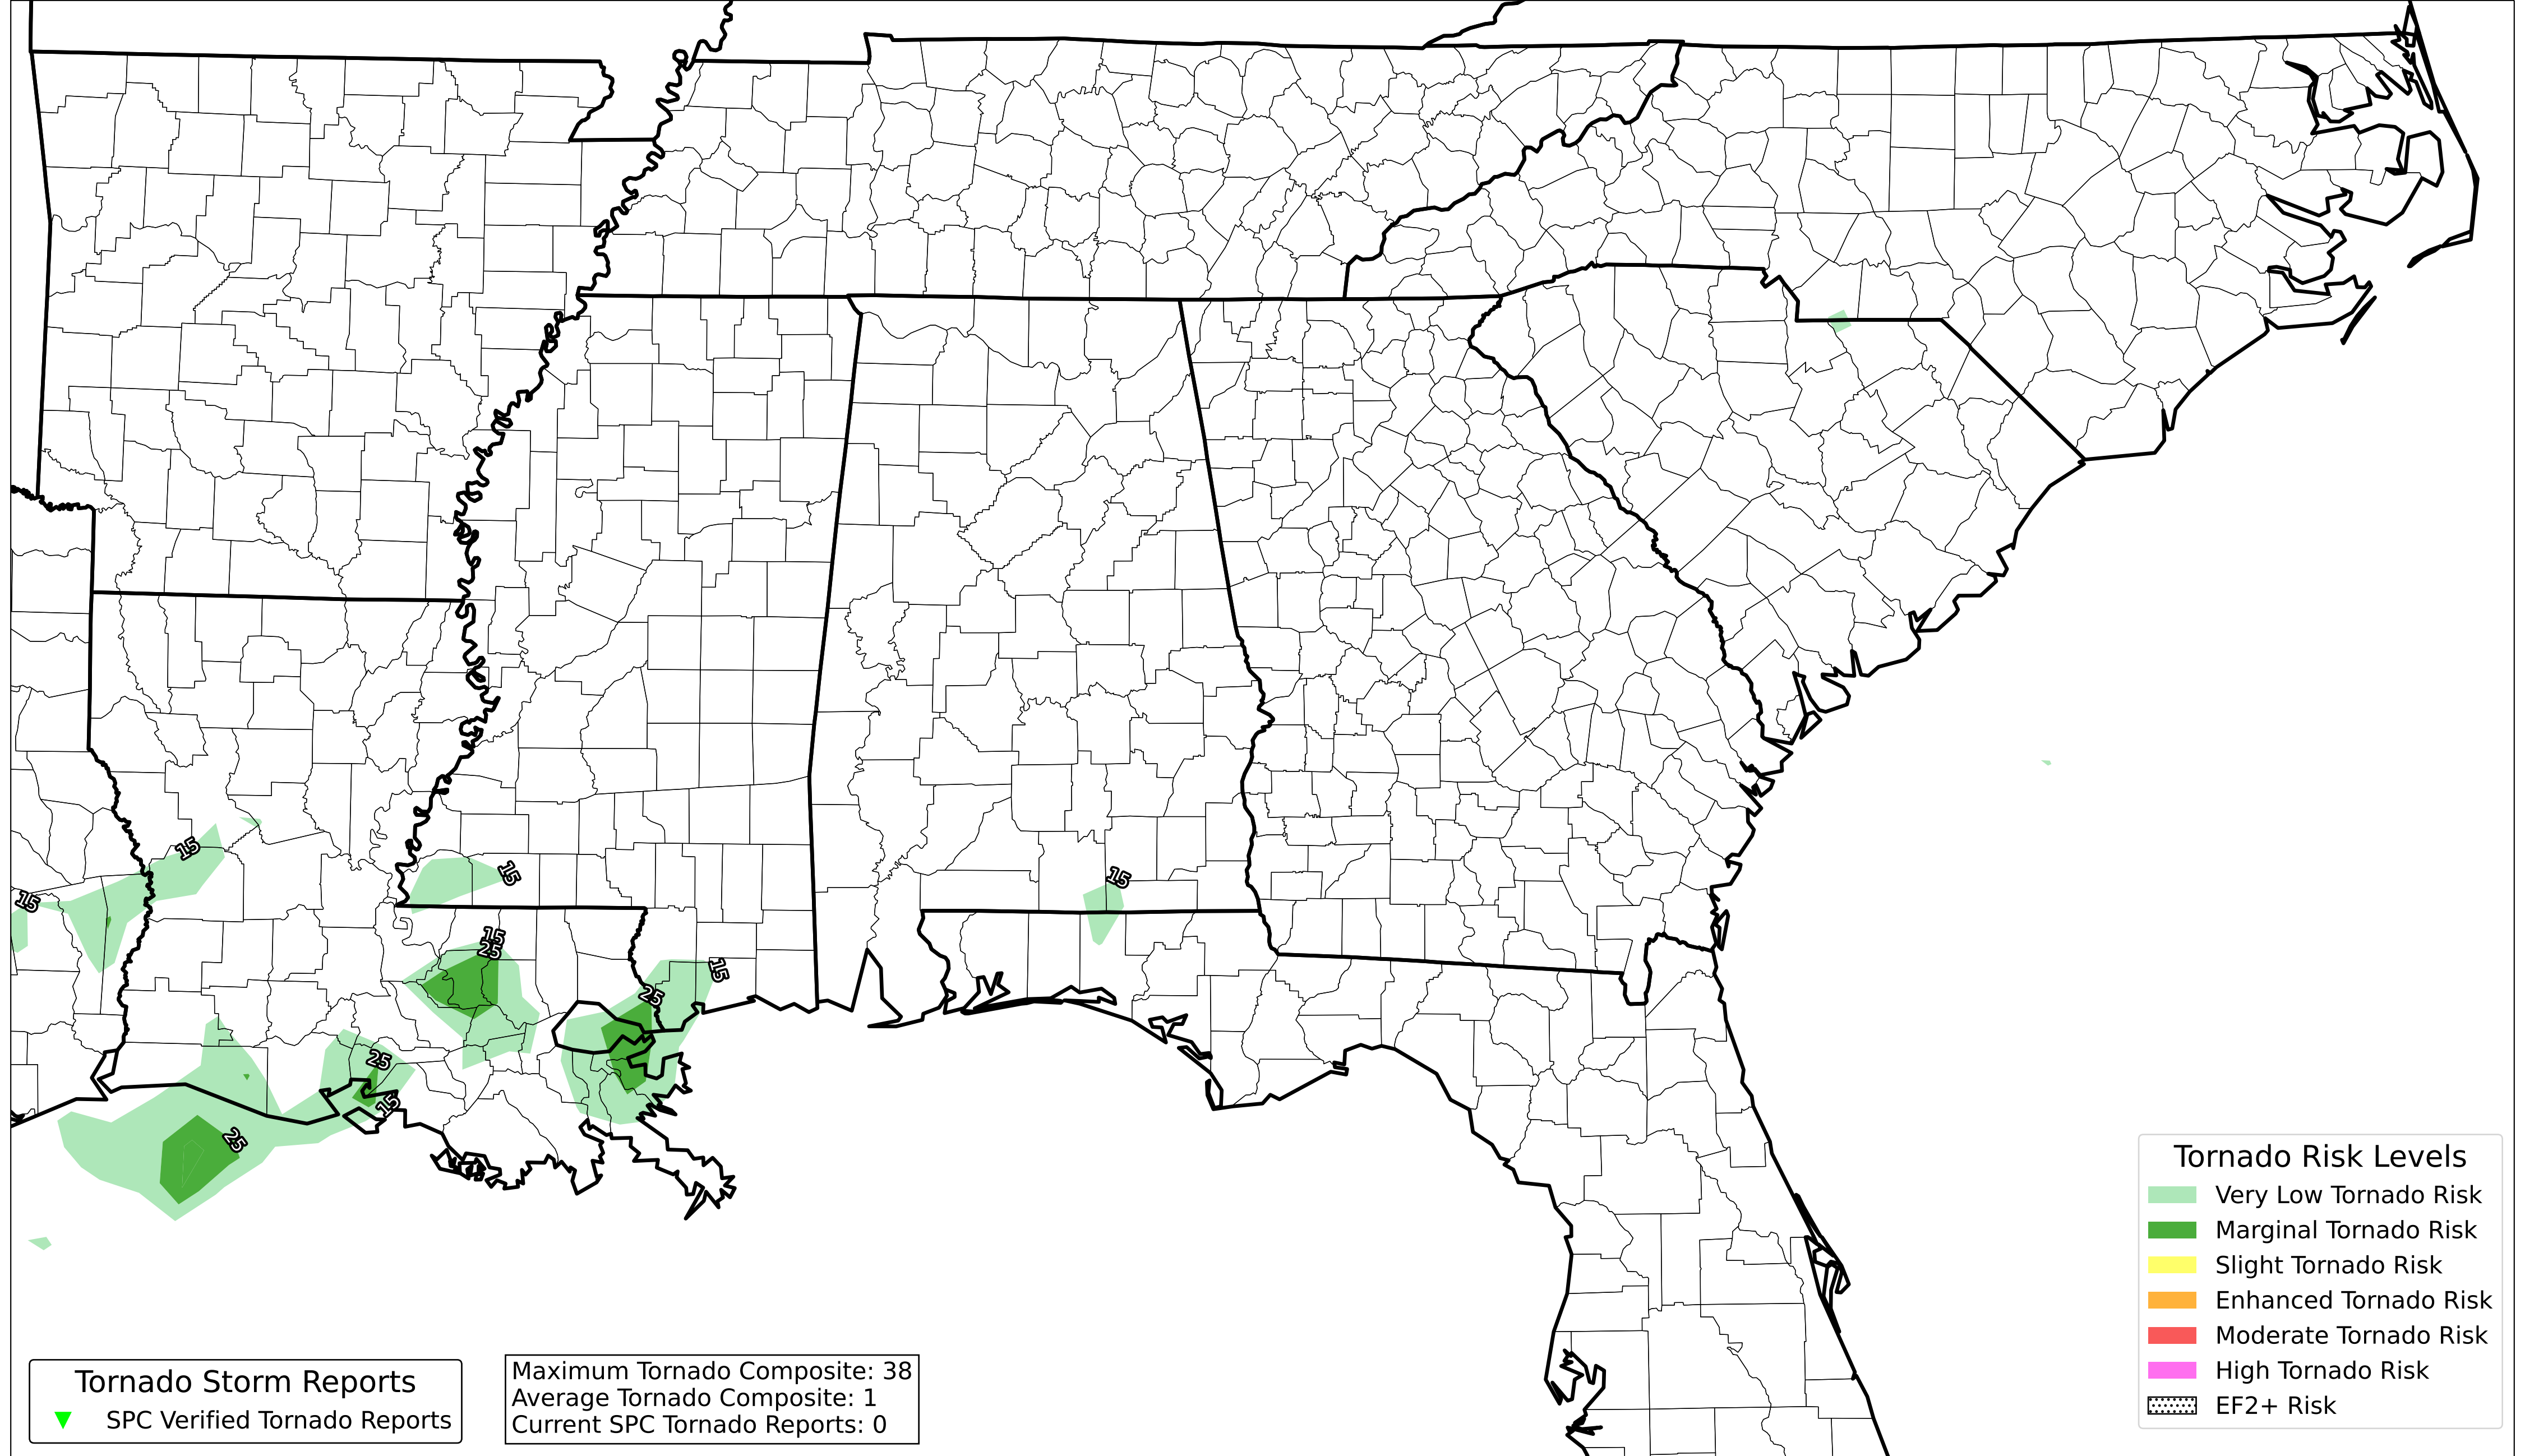 15
15
15
15
15
25
15
25
25
15
25
Tornado Risk Levels
Very Low Tornado Risk
Marginal Tornado Risk
Slight Tornado Risk
Enhanced Tornado Risk
Moderate Tornado Risk
High Tornado Risk
EF2+ Risk
Tornado Storm Reports
SPC Verified Tornado Reports
Maximum Tornado Composite: 38
Average Tornado Composite: 1
Current SPC Tornado Reports: 0